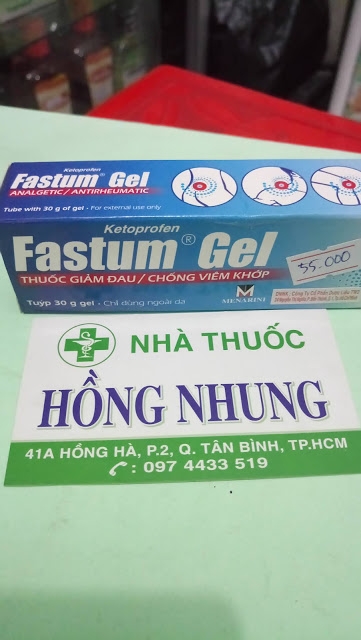 Ketoprofen
Fastum® Gel
ANALGETIC / ANTIRHEUMATIC
Tube with 30 g of gel - For external use only
Ketoprofen
Fastum® Gel
55.000
THUỐC GIẢM ĐAU / CHỐNG VIÊM KHỚP
Tuýp 30 g gel - Chỉ dùng ngoài da
MENARINI
NHÀ THUỐC
HỒNG NHUNG
41A HỒNG HÀ, P.2, Q. TÂN BÌNH, TP.HCM
: 097 4433 519